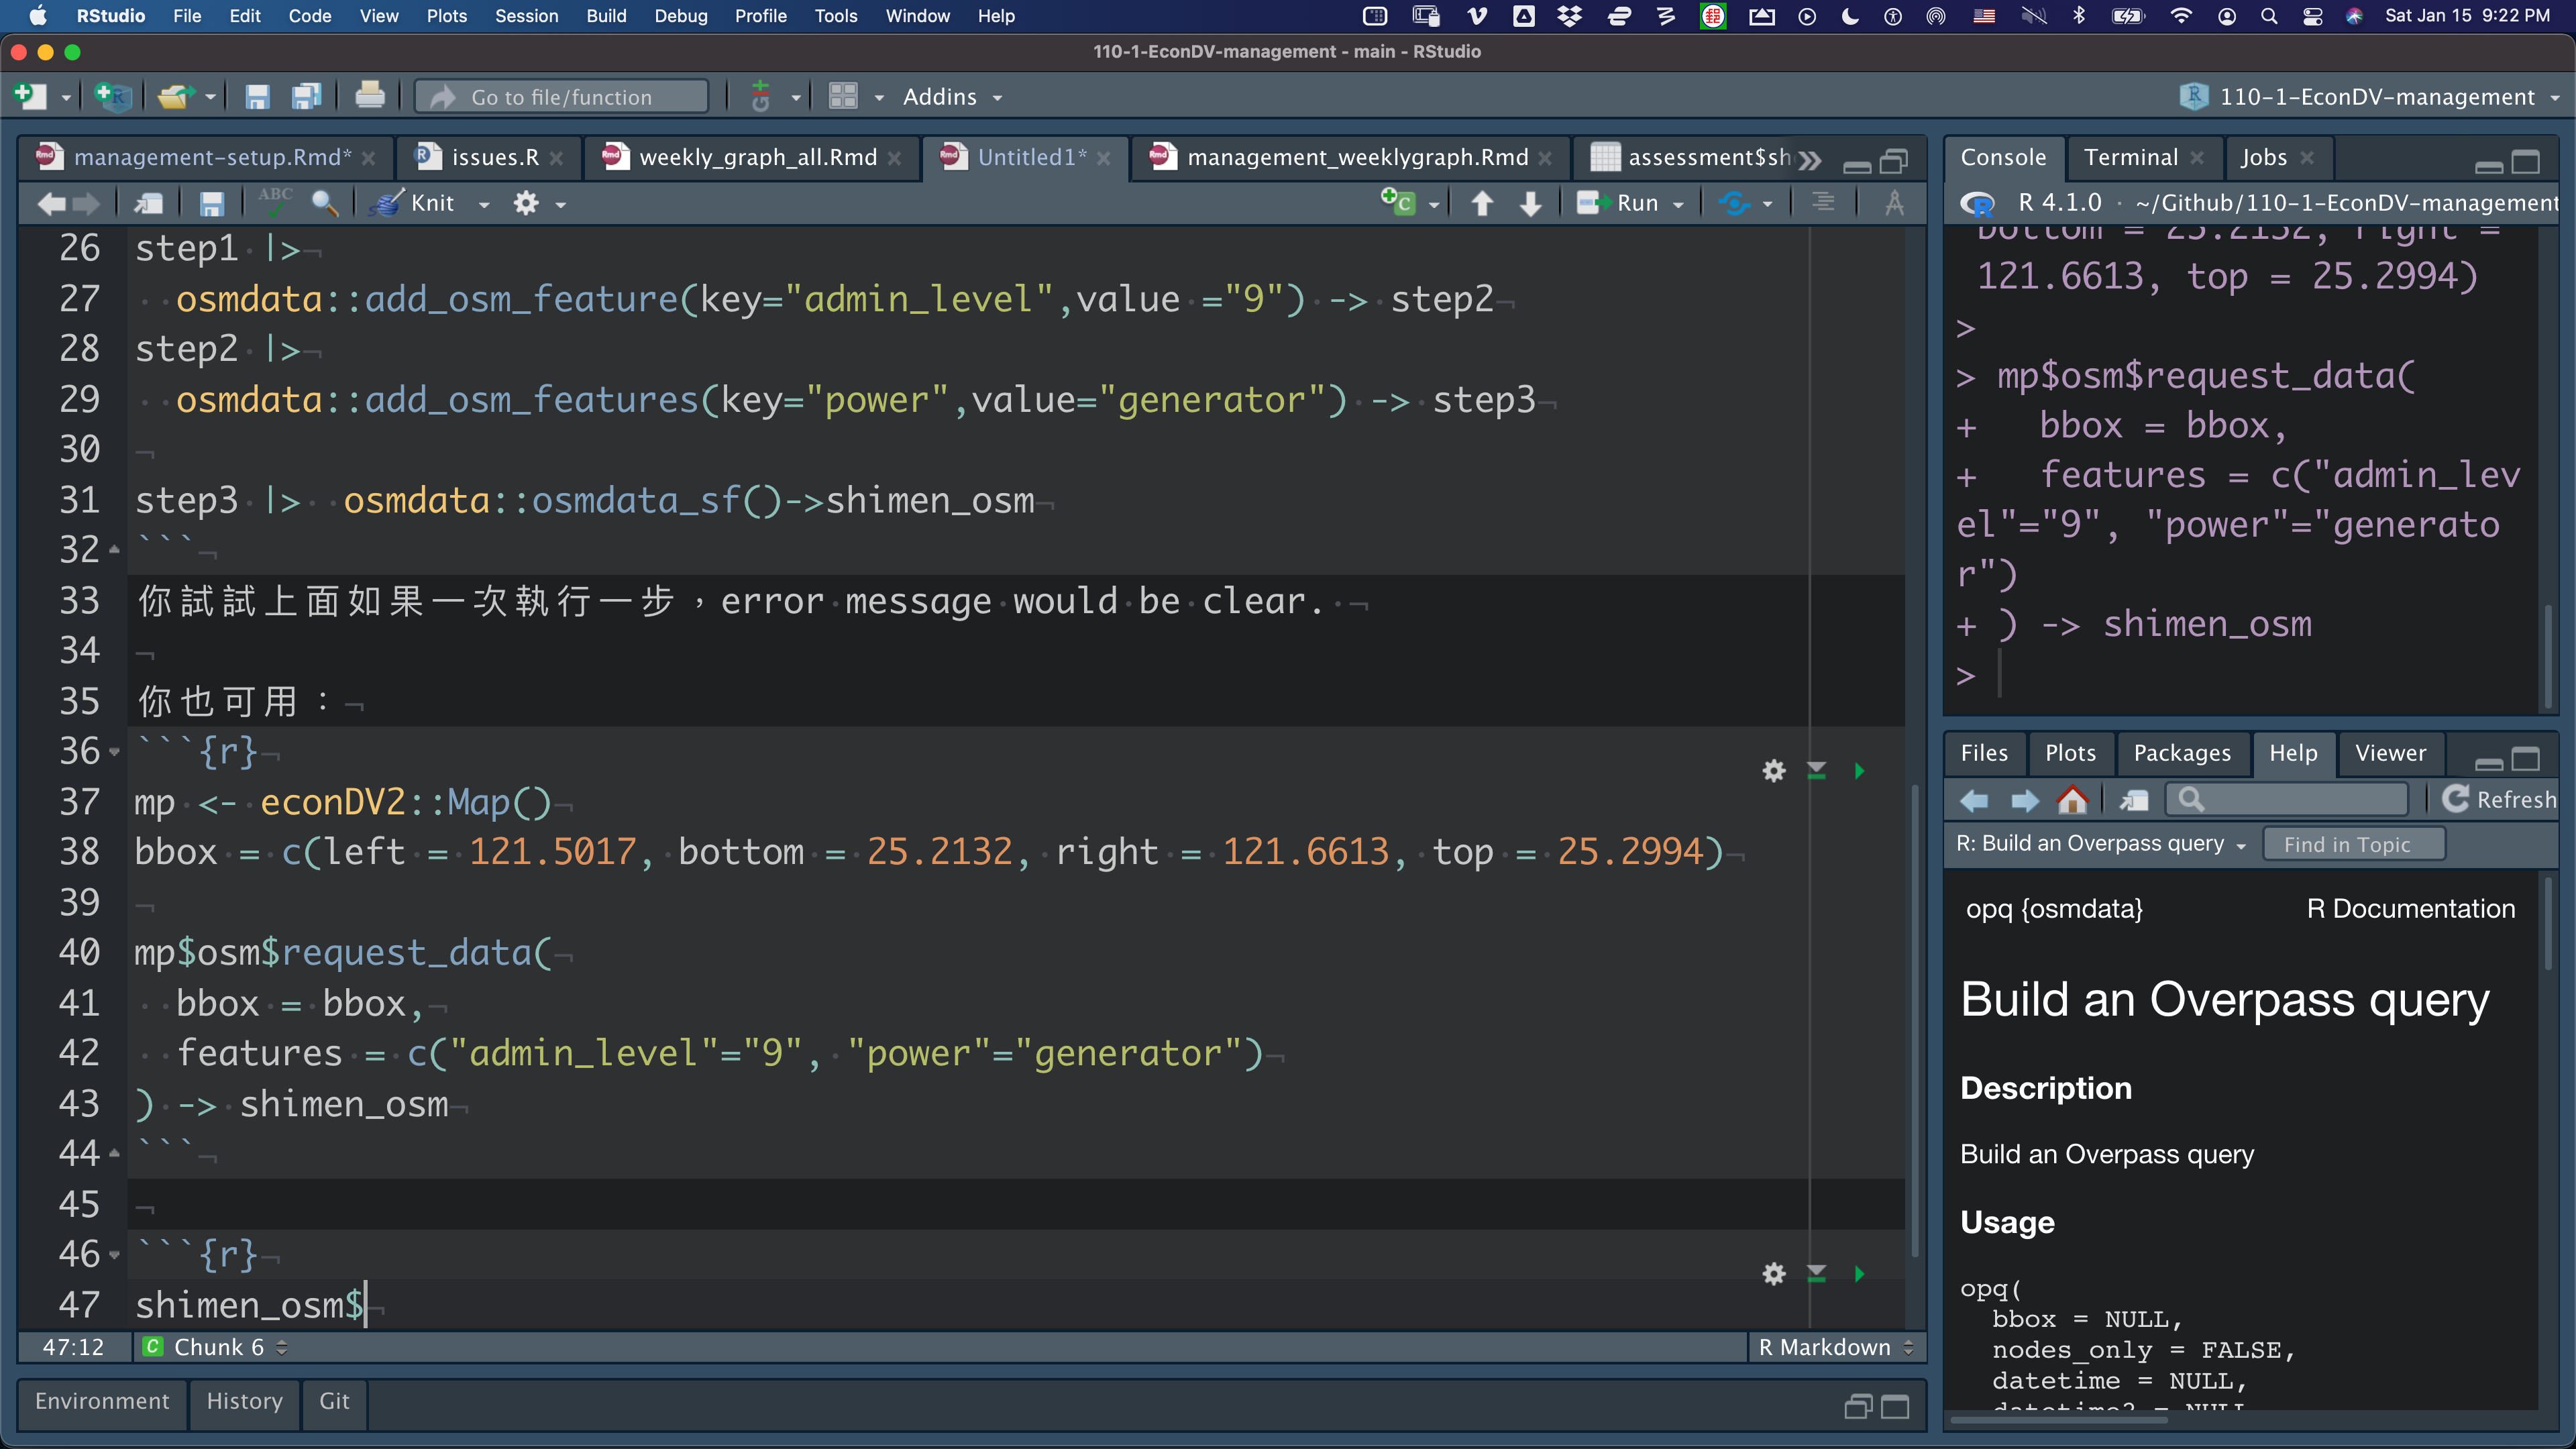 RStudio File Edit Code View Plots Session Build Debug Profile Tools Window Help Sat Jan 15 9:22 PM
110-1-EconDV-management - main - RStudio
Go to file/function Addins 110-1-EconDV-management
management-setup.Rmd* issues.R weekly_graph_all.Rmd Untitled1* management_weeklygraph.Rmd assessment$sh
ABC Knit Run
26 step1 |>
27 osmdata::add_osm_feature(key="admin_level",value ="9") -> step2
28 step2 |>
29 osmdata::add_osm_features(key="power",value="generator") -> step3
30
31 step3 |> osmdata::osmdata_sf()->shimen_osm
32 ```
33 你試試上面如果一次執行一步，error message would be clear.
34
35 你也可用：
36 ```{r}
37 mp <- econDV2::Map()
38 bbox = c(left = 121.5017, bottom = 25.2132, right = 121.6613, top = 25.2994)
39
40 mp$osm$request_data(
41 bbox = bbox,
42 features = c("admin_level"="9", "power"="generator")
43 ) -> shimen_osm
44 ```
45
46 ```{r}
47 shimen_osm$
47:12 Chunk 6 R Markdown
Environment History Git
Console Terminal Jobs
R 4.1.0 · ~/Github/110-1-EconDV-management
bottom = 25.2132, right =
121.6613, top = 25.2994)
>
> mp$osm$request_data(
+ bbox = bbox,
+ features = c("admin_lev
el"="9", "power"="generato
r")
+ ) -> shimen_osm
>
Files Plots Packages Help Viewer
Refresh
R: Build an Overpass query Find in Topic
opq {osmdata} R Documentation
Build an Overpass query
Description
Build an Overpass query
Usage
opq(
bbox = NULL,
nodes_only = FALSE,
datetime = NULL,
datetime2 = NULL,